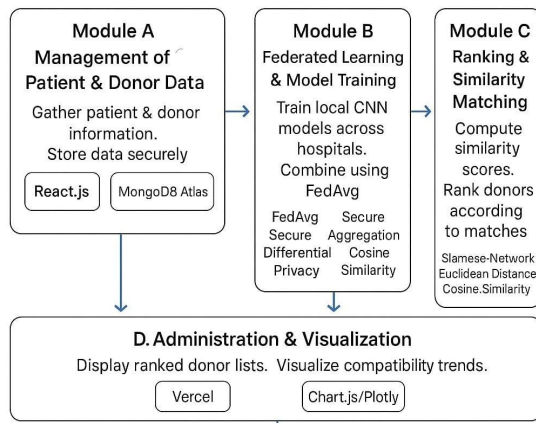 Module A
Management of
Patient & Donor Data
Gather patient & donor
information.
Store data securely
React.js
MongoD8 Atlas
Module B
Federated Learning
& Model Training
Train local CNN
models across
hospitals.
Combine using
FedAvg
FedAvg Secure
Secure Aggregation
Differential Cosine
Privacy Similarity
Module C
Ranking &
Similarity
Matching
Compute
similarity
scores.
Rank donors
according
to matches
Slamese-Network
Euclidean Distance
Cosine.Similarity
D. Administration & Visualization
Display ranked donor lists. Visualize compatibility trends.
Vercel
Chart.js/Plotly